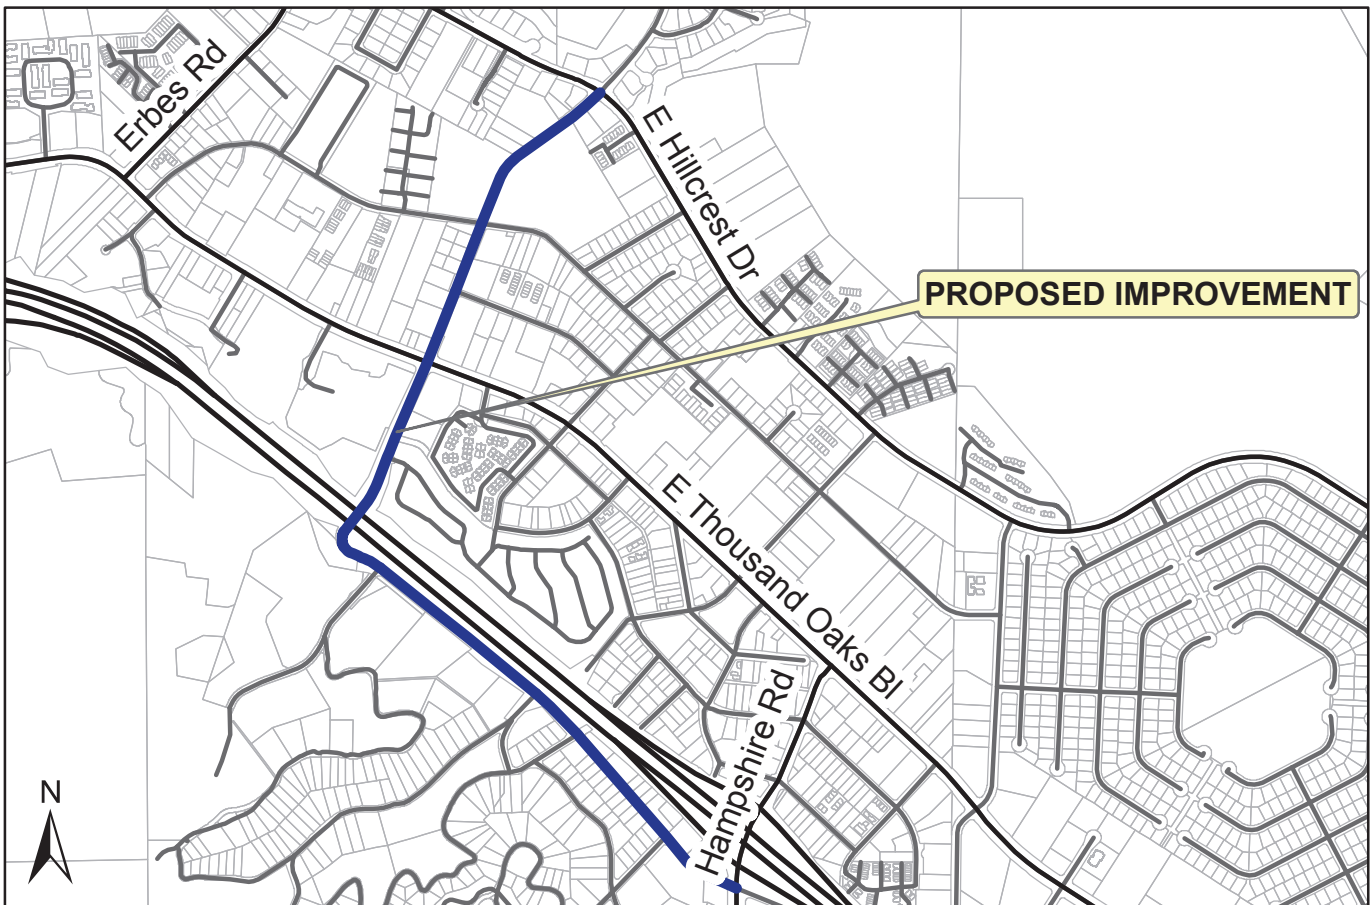 Erbes Rd
E Hillcrest Dr
PROPOSED IMPROVEMENT
E Thousand Oaks Bl
Hampshire Rd
N